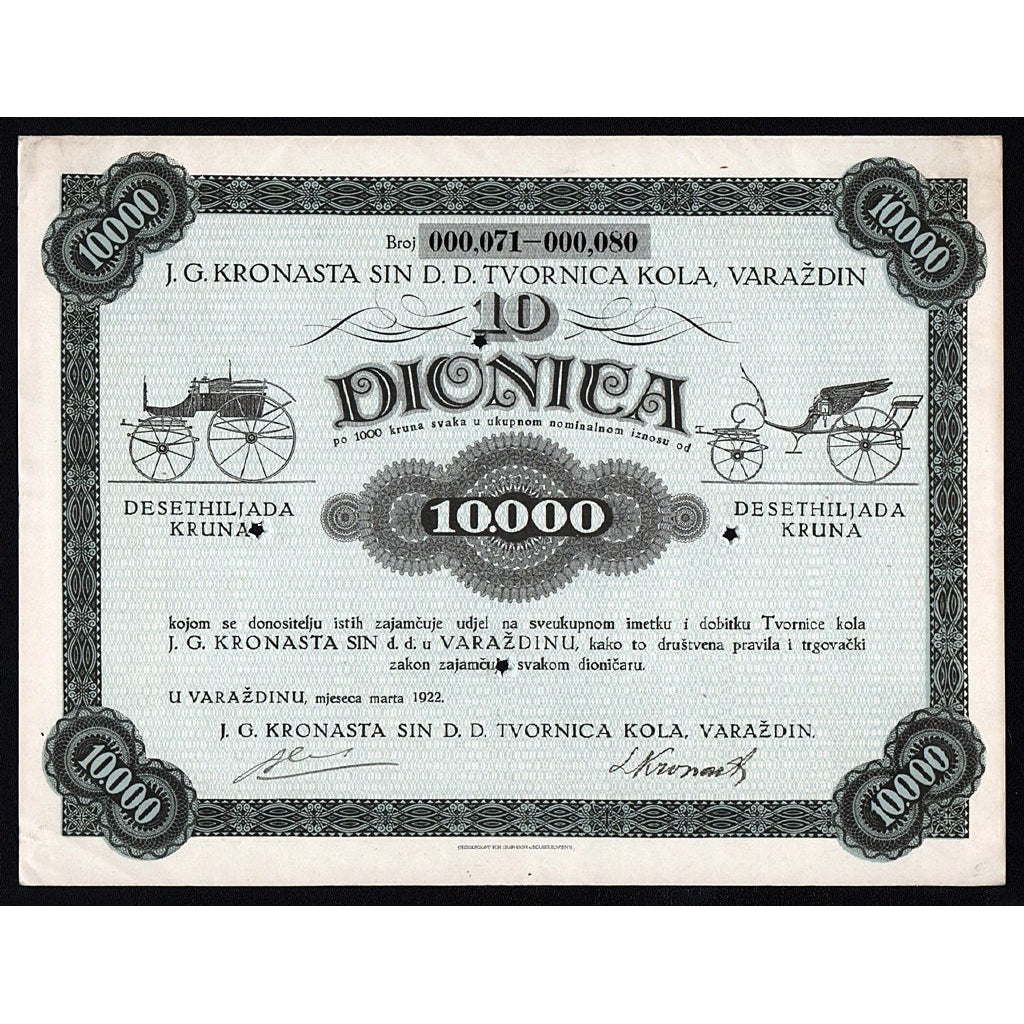 10.000
10.000
Broj 000,071—000,080
J. G. KRONASTA SIN D. D. TVORNICA KOLA, VARAŽDIN
10
DIONICA
po 1000 kruna svaka u ukupnom nominalnom iznosu od
DESETHILJADA
KRUNA
10.000
DESETHILJADA
KRUNA
kojom se donositelju istih zajamčuje udjel na sveukupnom imetku i dobitku Tvornice kola
J. G. KRONASTA SIN d. d. u VARAŽDINU, kako to društvena pravila i trgovački
zakon svakom dioničaru.
U VARAŽDINU, mjeseca marta 1922.
J. G. KRONASTA SIN D. D. TVORNICA KOLA, VARAŽDIN.
10.000
10.000